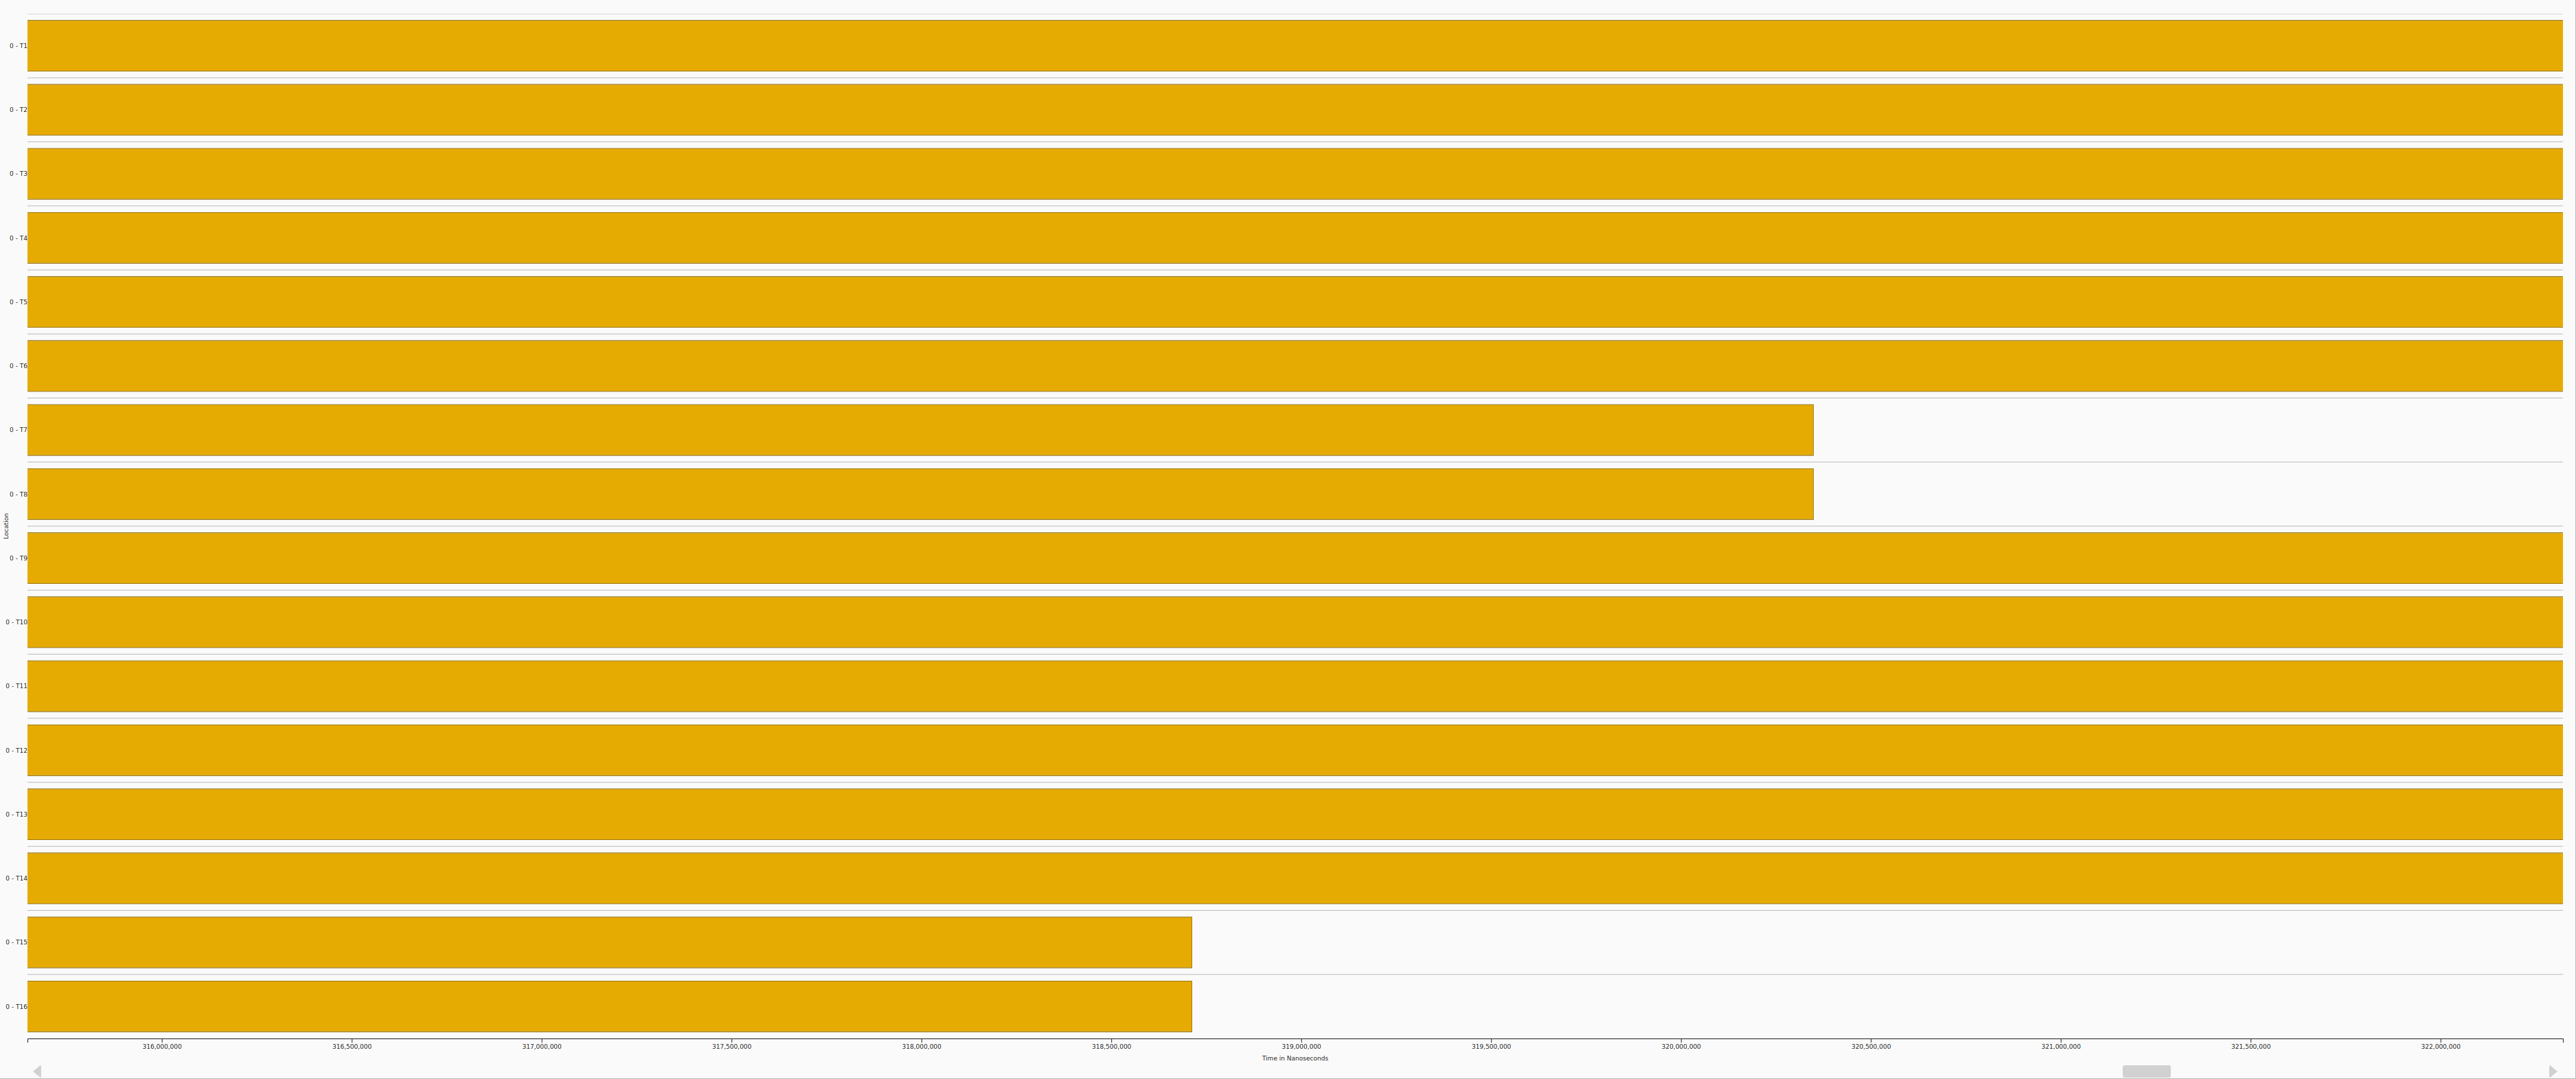 0 - T1
0 - T2
0 - T3
0 - T4
0 - T5
0 - T6
0 - T7
0 - T8
Location
0 - T9
0 - T10
0 - T11
0 - T12
0 - T13
0 - T14
0 - T15
0 - T16
316,000,000 316,500,000 317,000,000 317,500,000 318,000,000 318,500,000 319,000,000 319,500,000 320,000,000 320,500,000 321,000,000 321,500,000 322,000,000
Time in Nanoseconds